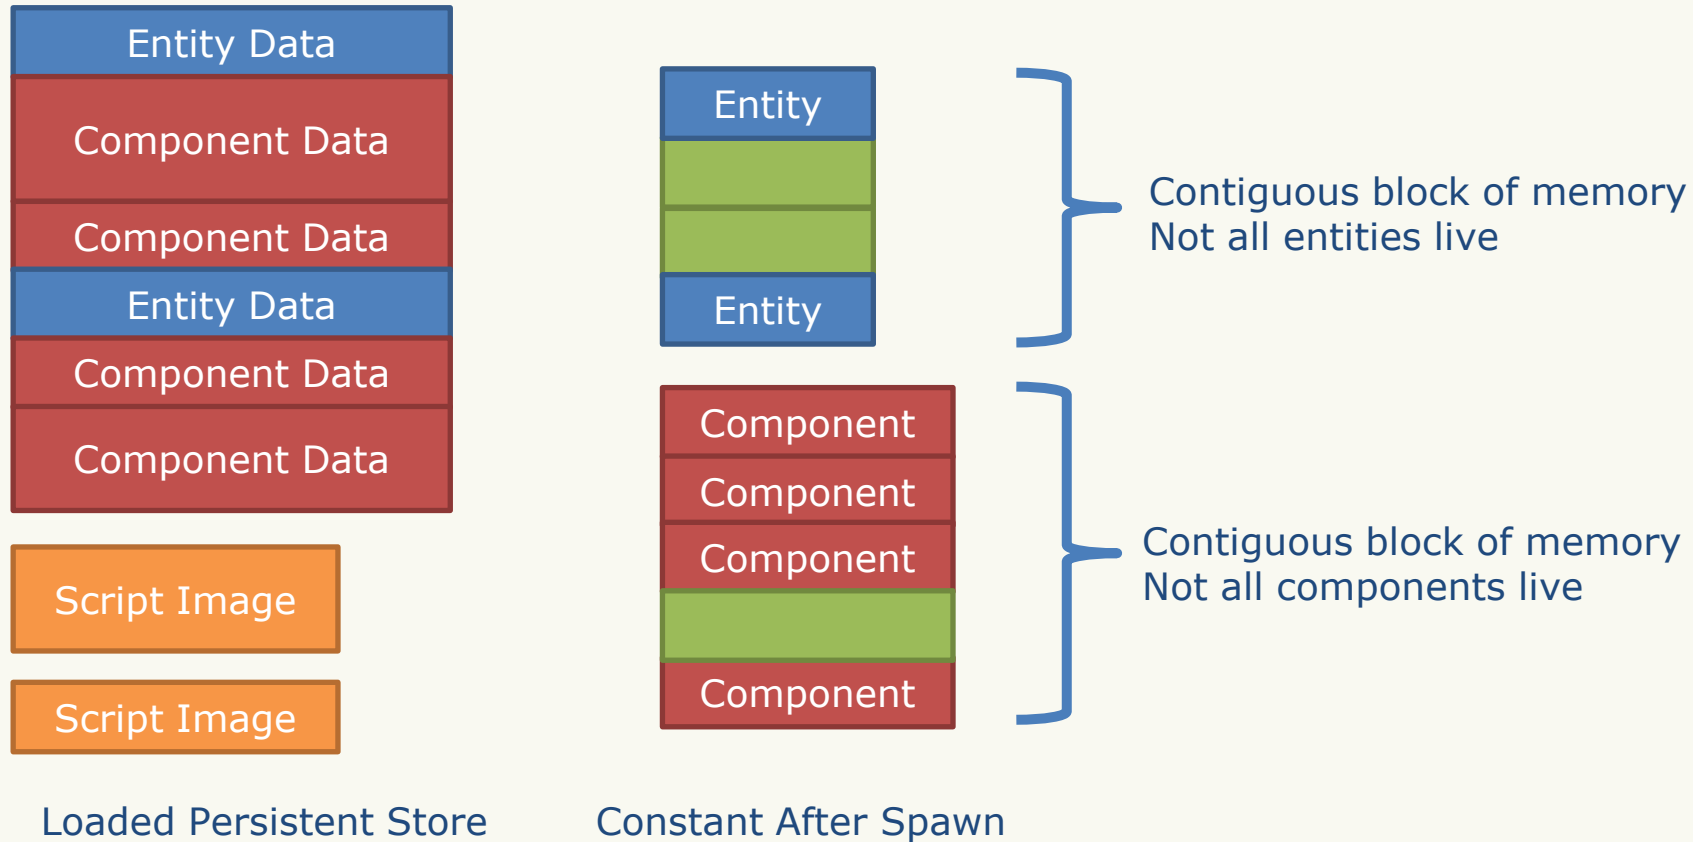 Entity Data
Component Data
Component Data
Entity Data
Component Data
Component Data
Script Image
Script Image
Loaded Persistent Store
Entity
Entity
Component
Component
Component
Component
Constant After Spawn
Contiguous block of memory
Not all entities live
Contiguous block of memory
Not all components live